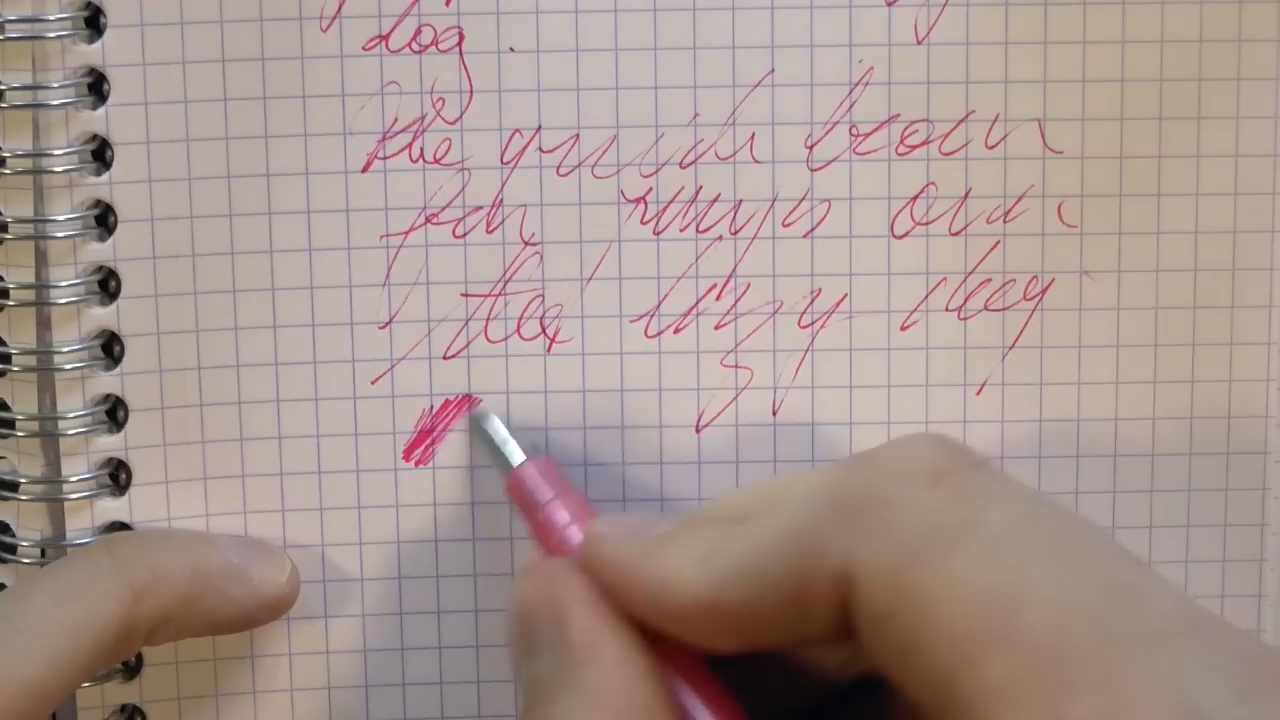 dog.
the quick brown
fox jumps over
the lazy dog